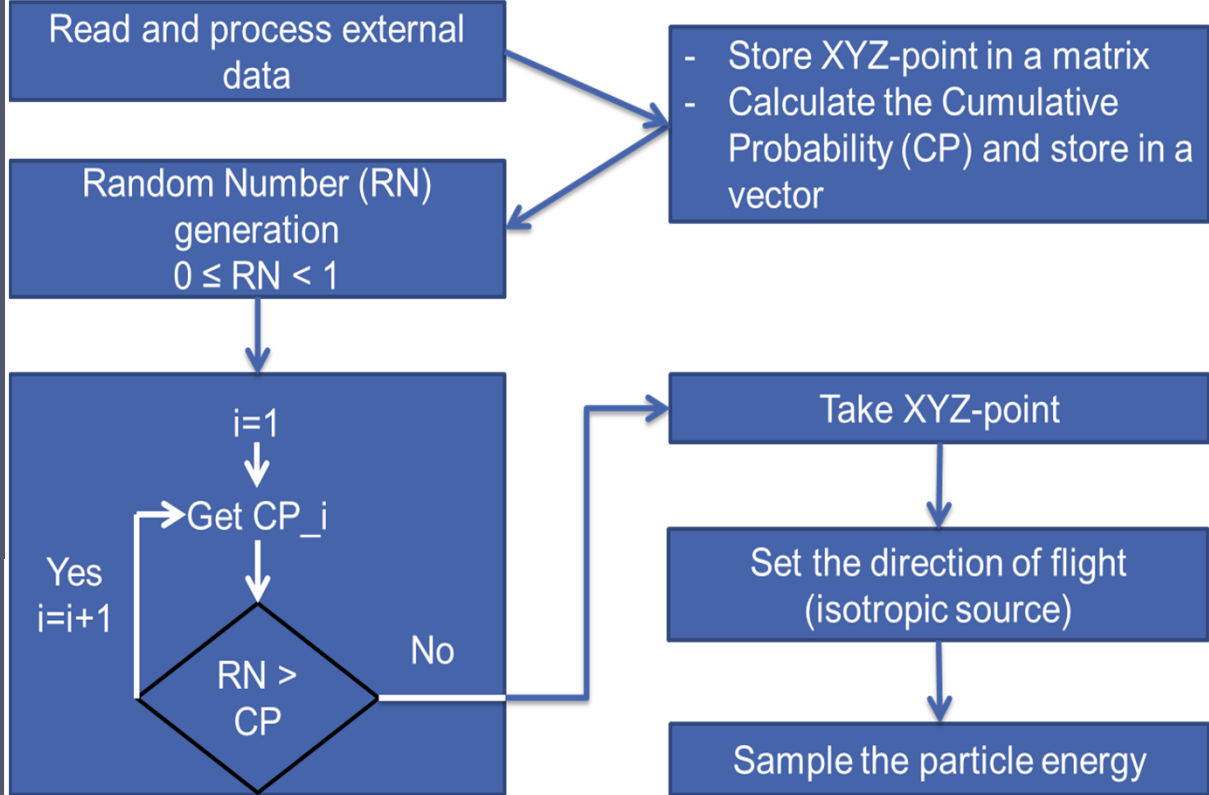 Read and process external
data
- Store XYZ-point in a matrix
- Calculate the Cumulative
Probability (CP) and store in a
vector
Random Number (RN)
generation
0 ≤ RN < 1
i=1
Get CP_i
Yes
i=i+1
RN >
CP
No
Take XYZ-point
Set the direction of flight
(isotropic source)
Sample the particle energy